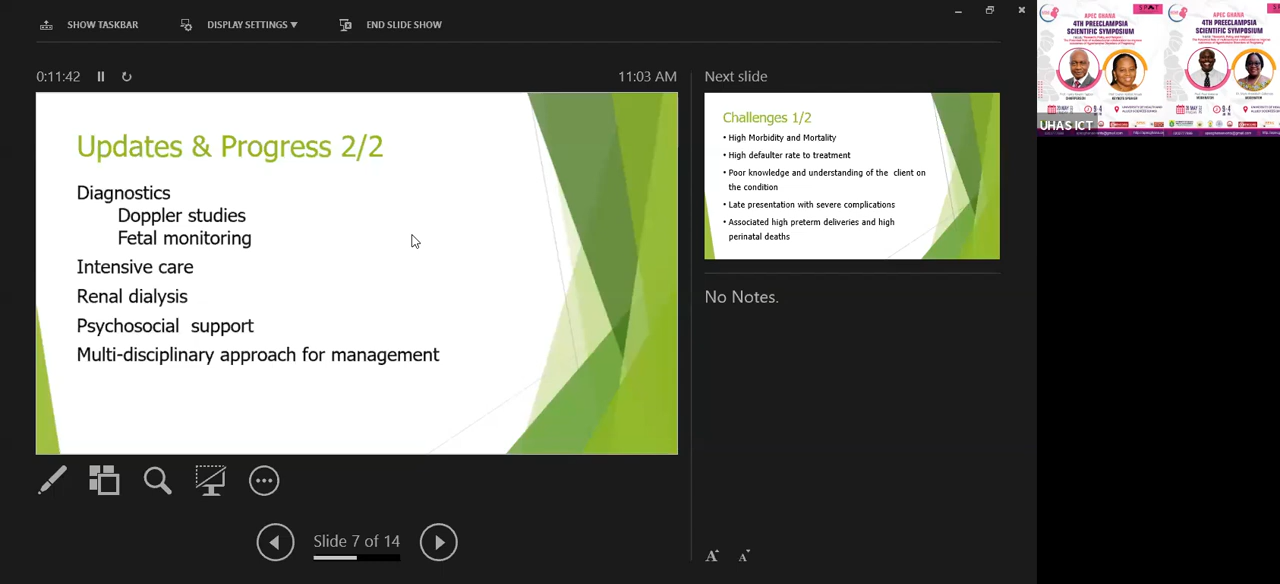 SHOW TASKBAR
DISPLAY SETTINGS ▼
END SLIDE SHOW
0:11:42
11:03 AM
Updates & Progress 2/2
Diagnostics
Doppler studies
Fetal monitoring
Intensive care
Renal dialysis
Psychosocial support
Multi-disciplinary approach for management
Slide 7 of 14
Next slide
Challenges 1/2
• High Morbidity and Mortality
• High defaulter rate to treatment
• Poor knowledge and understanding of the client on
the condition
• Late presentation with severe complications
• Associated high preterm deliveries and high
perinatal deaths
No Notes.
A A
APEC GHANA
4TH PREECLAMPSIA
SCIENTIFIC SYMPOSIUM
APEC GHANA
4TH PREECLAMPSIA
SCIENTIFIC SYMPOSIUM
UHAS ICT